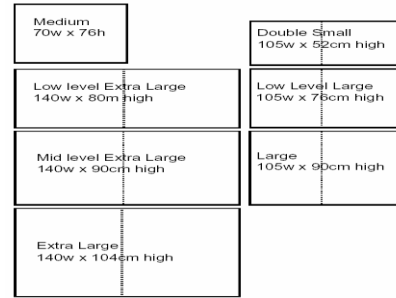 Medium
70w x 76h
Double Small
105w x 52cm high
Low level Extra Large
140w x 80m high
Low Level Large
105w x 76cm high
Mid level Extra Large
140w x 90cm high
Large
105w x 90cm high
Extra Large
140w x 104cm high